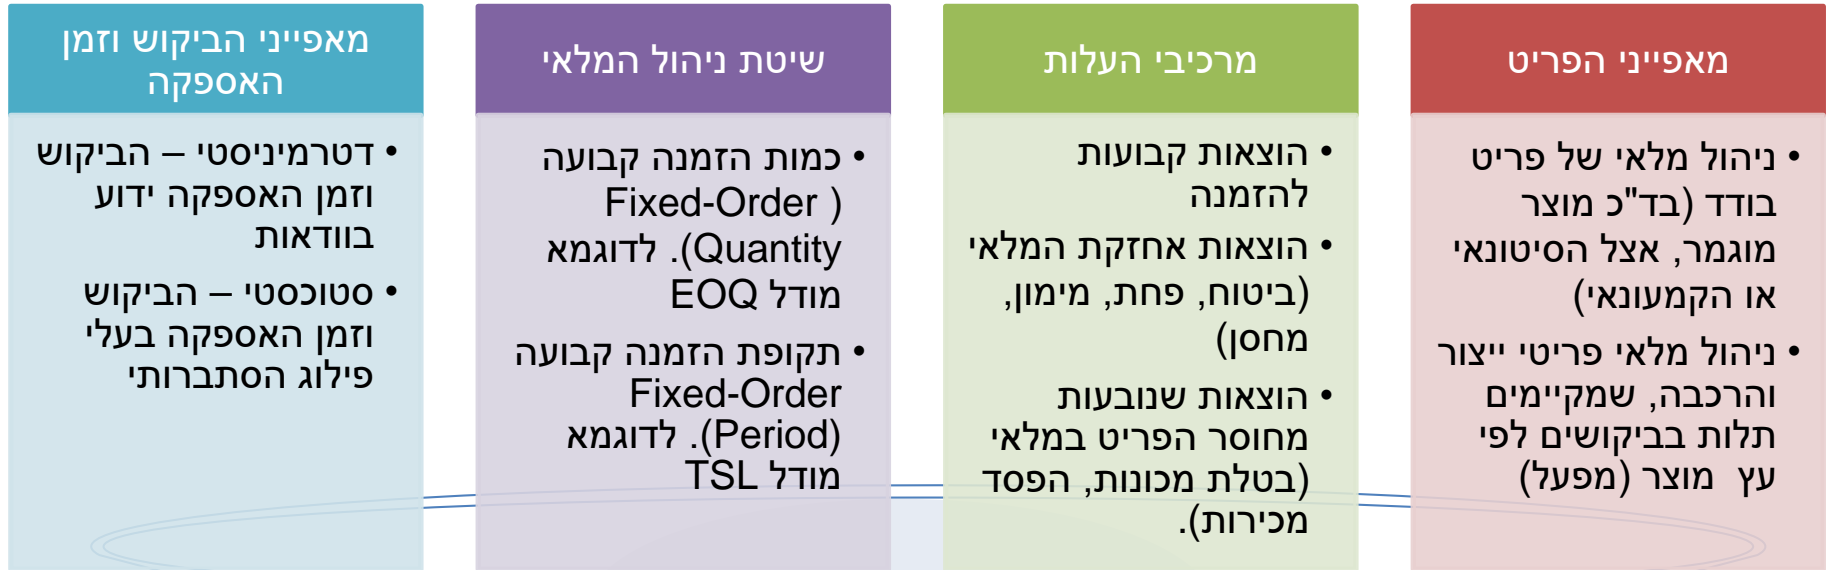 מאפייני הפריט
• ניהול מלאי של פריט
בודד (בד"כ מוצר
מוגמר, אצל הסיטונאי
או הקמעונאי)
• ניהול מלאי פריטי ייצור
והרכבה, שמקיימים
תלות בביקושים לפי
עץ מוצר (מפעל)
מרכיבי העלות
• הוצאות קבועות
להזמנה
• הוצאות אחזקת המלאי
(ביטוח, פחת, מימון,
מחסן)
• הוצאות שנובעות
מחוסר הפריט במלאי
(בטלת מכונות, הפסד
מכירות).
שיטת ניהול המלאי
• כמות הזמנה קבועה
(Fixed-Order
Quantity). לדוגמא
מודל EOQ
• תקופת הזמנה קבועה
Fixed-Order
(Period). לדוגמא
מודל TSL
מאפייני הביקוש וזמן
האספקה
• דטרמיניסטי – הביקוש
וזמן האספקה ידוע
בוודאות
• סטוכסטי – הביקוש
וזמן האספקה בעלי
פילוג הסתברותי